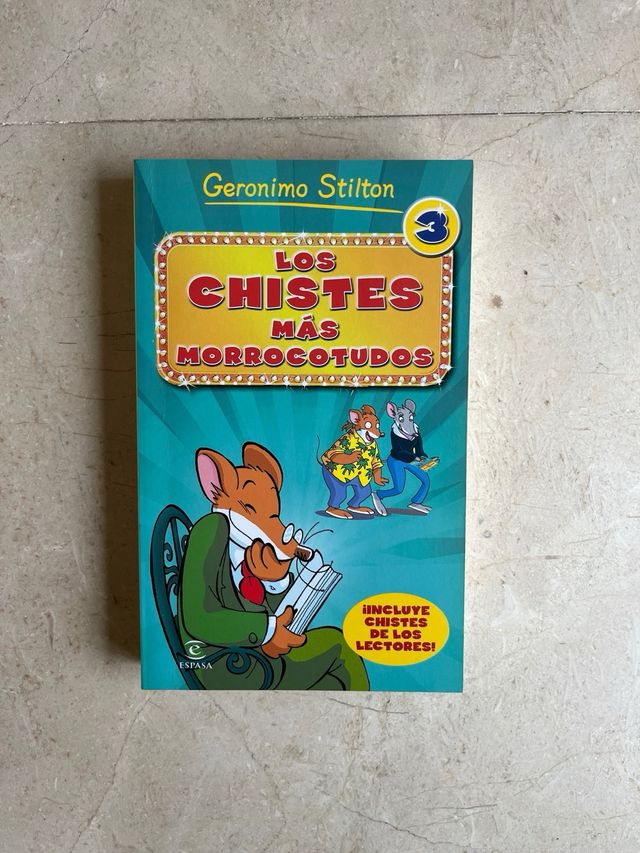 Geronimo Stilton
3
LOS
CHISTES
MÁS
MORROCOTUDOS
¡INCLUYE
CHISTES
DE LOS
LECTORES!
e
ESPASA